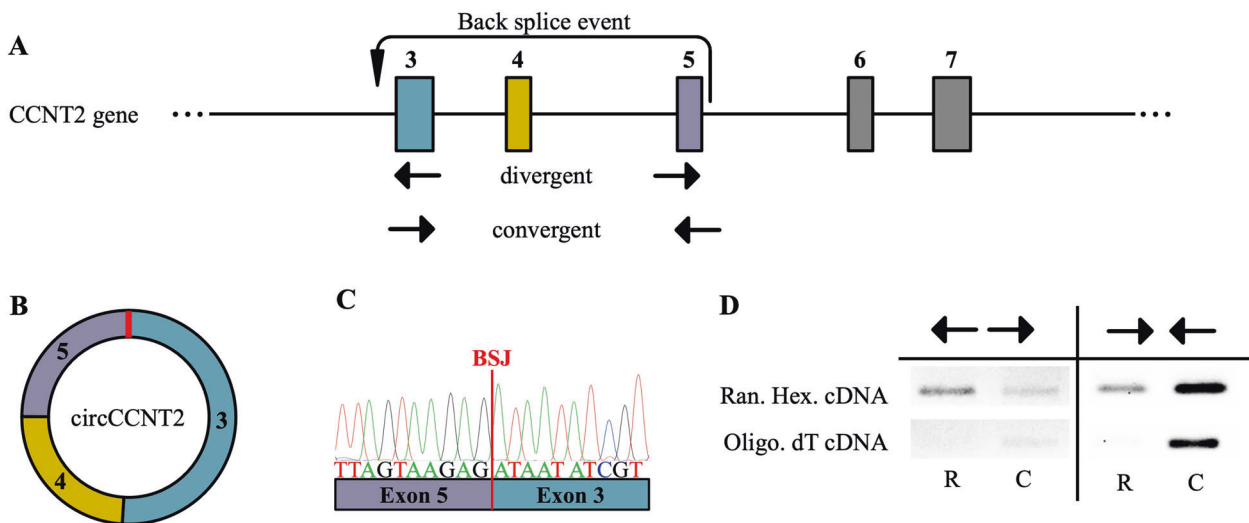 A
Back splice event
3 4 5 6 7
CCNT2 gene
divergent
convergent
B
5
circCCNT2
3
4
C
BSJ
TTAGTAAGAGATAATATCGT
Exon 5 Exon 3
D
Ran. Hex. cDNA
Oligo. dT cDNA
R C R C